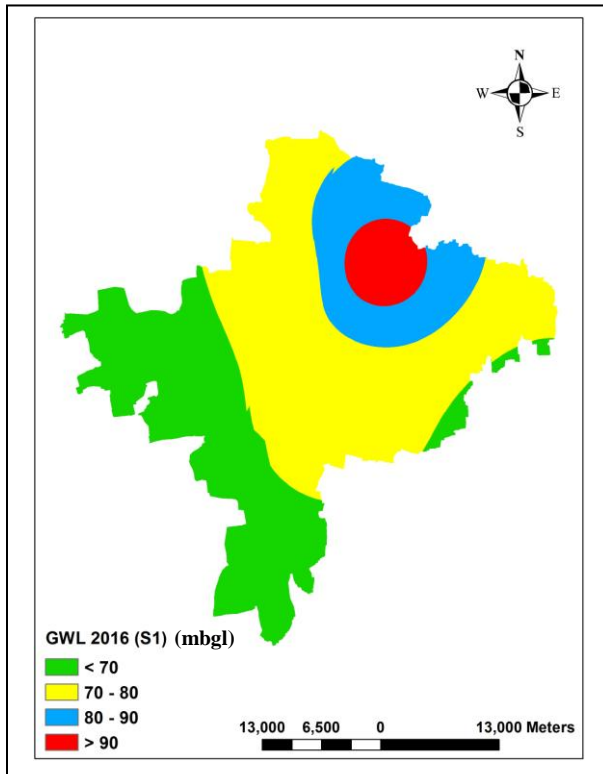 N
W E
S
GWL 2016 (S1) (mbgl)
< 70
70 - 80
80 - 90
> 90
13,000 6,500 0 13,000 Meters